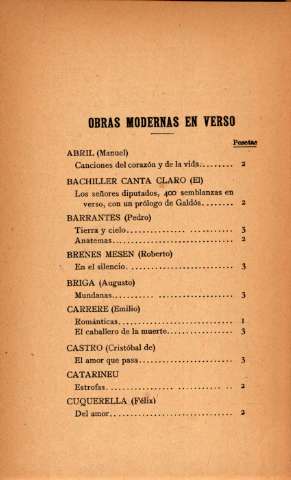 OBRAS MODERNAS EN VERSO
Pesetas
ABRIL (Manuel)
Canciones del corazón y de la vida........ 2
BACHILLER CANTA CLARO (El)
Los señores diputados, 400 semblanzas en
verso, con un prólogo de Galdós........ 2
BARRANTES (Pedro)
Tierra y cielo........ 3
Anatemas........ 2
BRENES MESEN (Roberto)
En el silencio........ 3
BRIGA (Augusto)
Mundanas........ 3
CARRERE (Emilio)
Románticas........ 1
El caballero de la muerte........ 3
CASTRO (Cristóbal de)
El amor que pasa........ 3
CATARINEU
Estrofas........ 2
CUQUERELLA (Félix)
Del amor........ 2